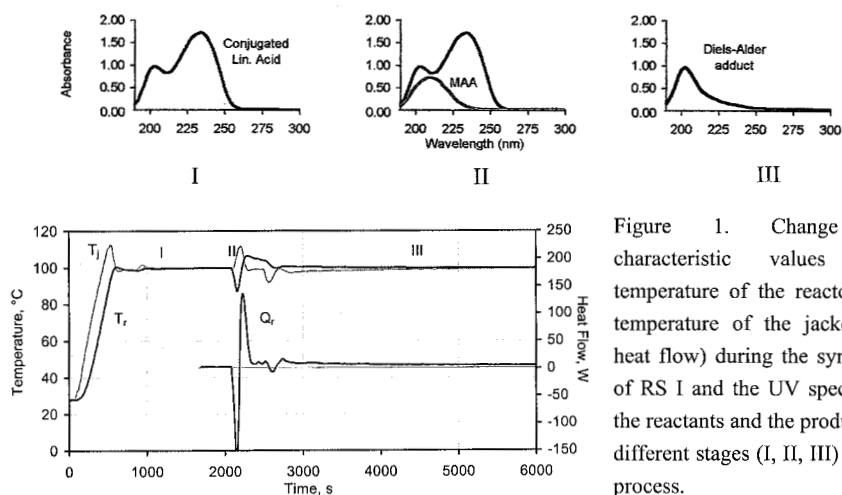 2.00 2.00 2.00
1.50 1.50 1.50
1.00 1.00 1.00
0.50 0.50 0.50
0.00 0.00 0.00
Absorbance
Conjugated
Lin. Acid
MAA
Diels-Alder
adduct
200 225 250 275 300
200 225 250 275 300
200 225 250 275 300
Wavelength (nm)
I II III
120
100
80
60
40
20
0
Temperature, °C
Tj
Tr
I
II
III
Qr
250
200
150
100
50
0
-50
-100
-150
Heat Flow, W
0 1000 2000 3000 4000 5000 6000
Time, s
Figure 1. Change
characteristic values
temperature of the reacto
temperature of the jacke
heat flow) during the syn
of RS I and the UV spec
the reactants and the produ
different stages (I, II, III)
process.